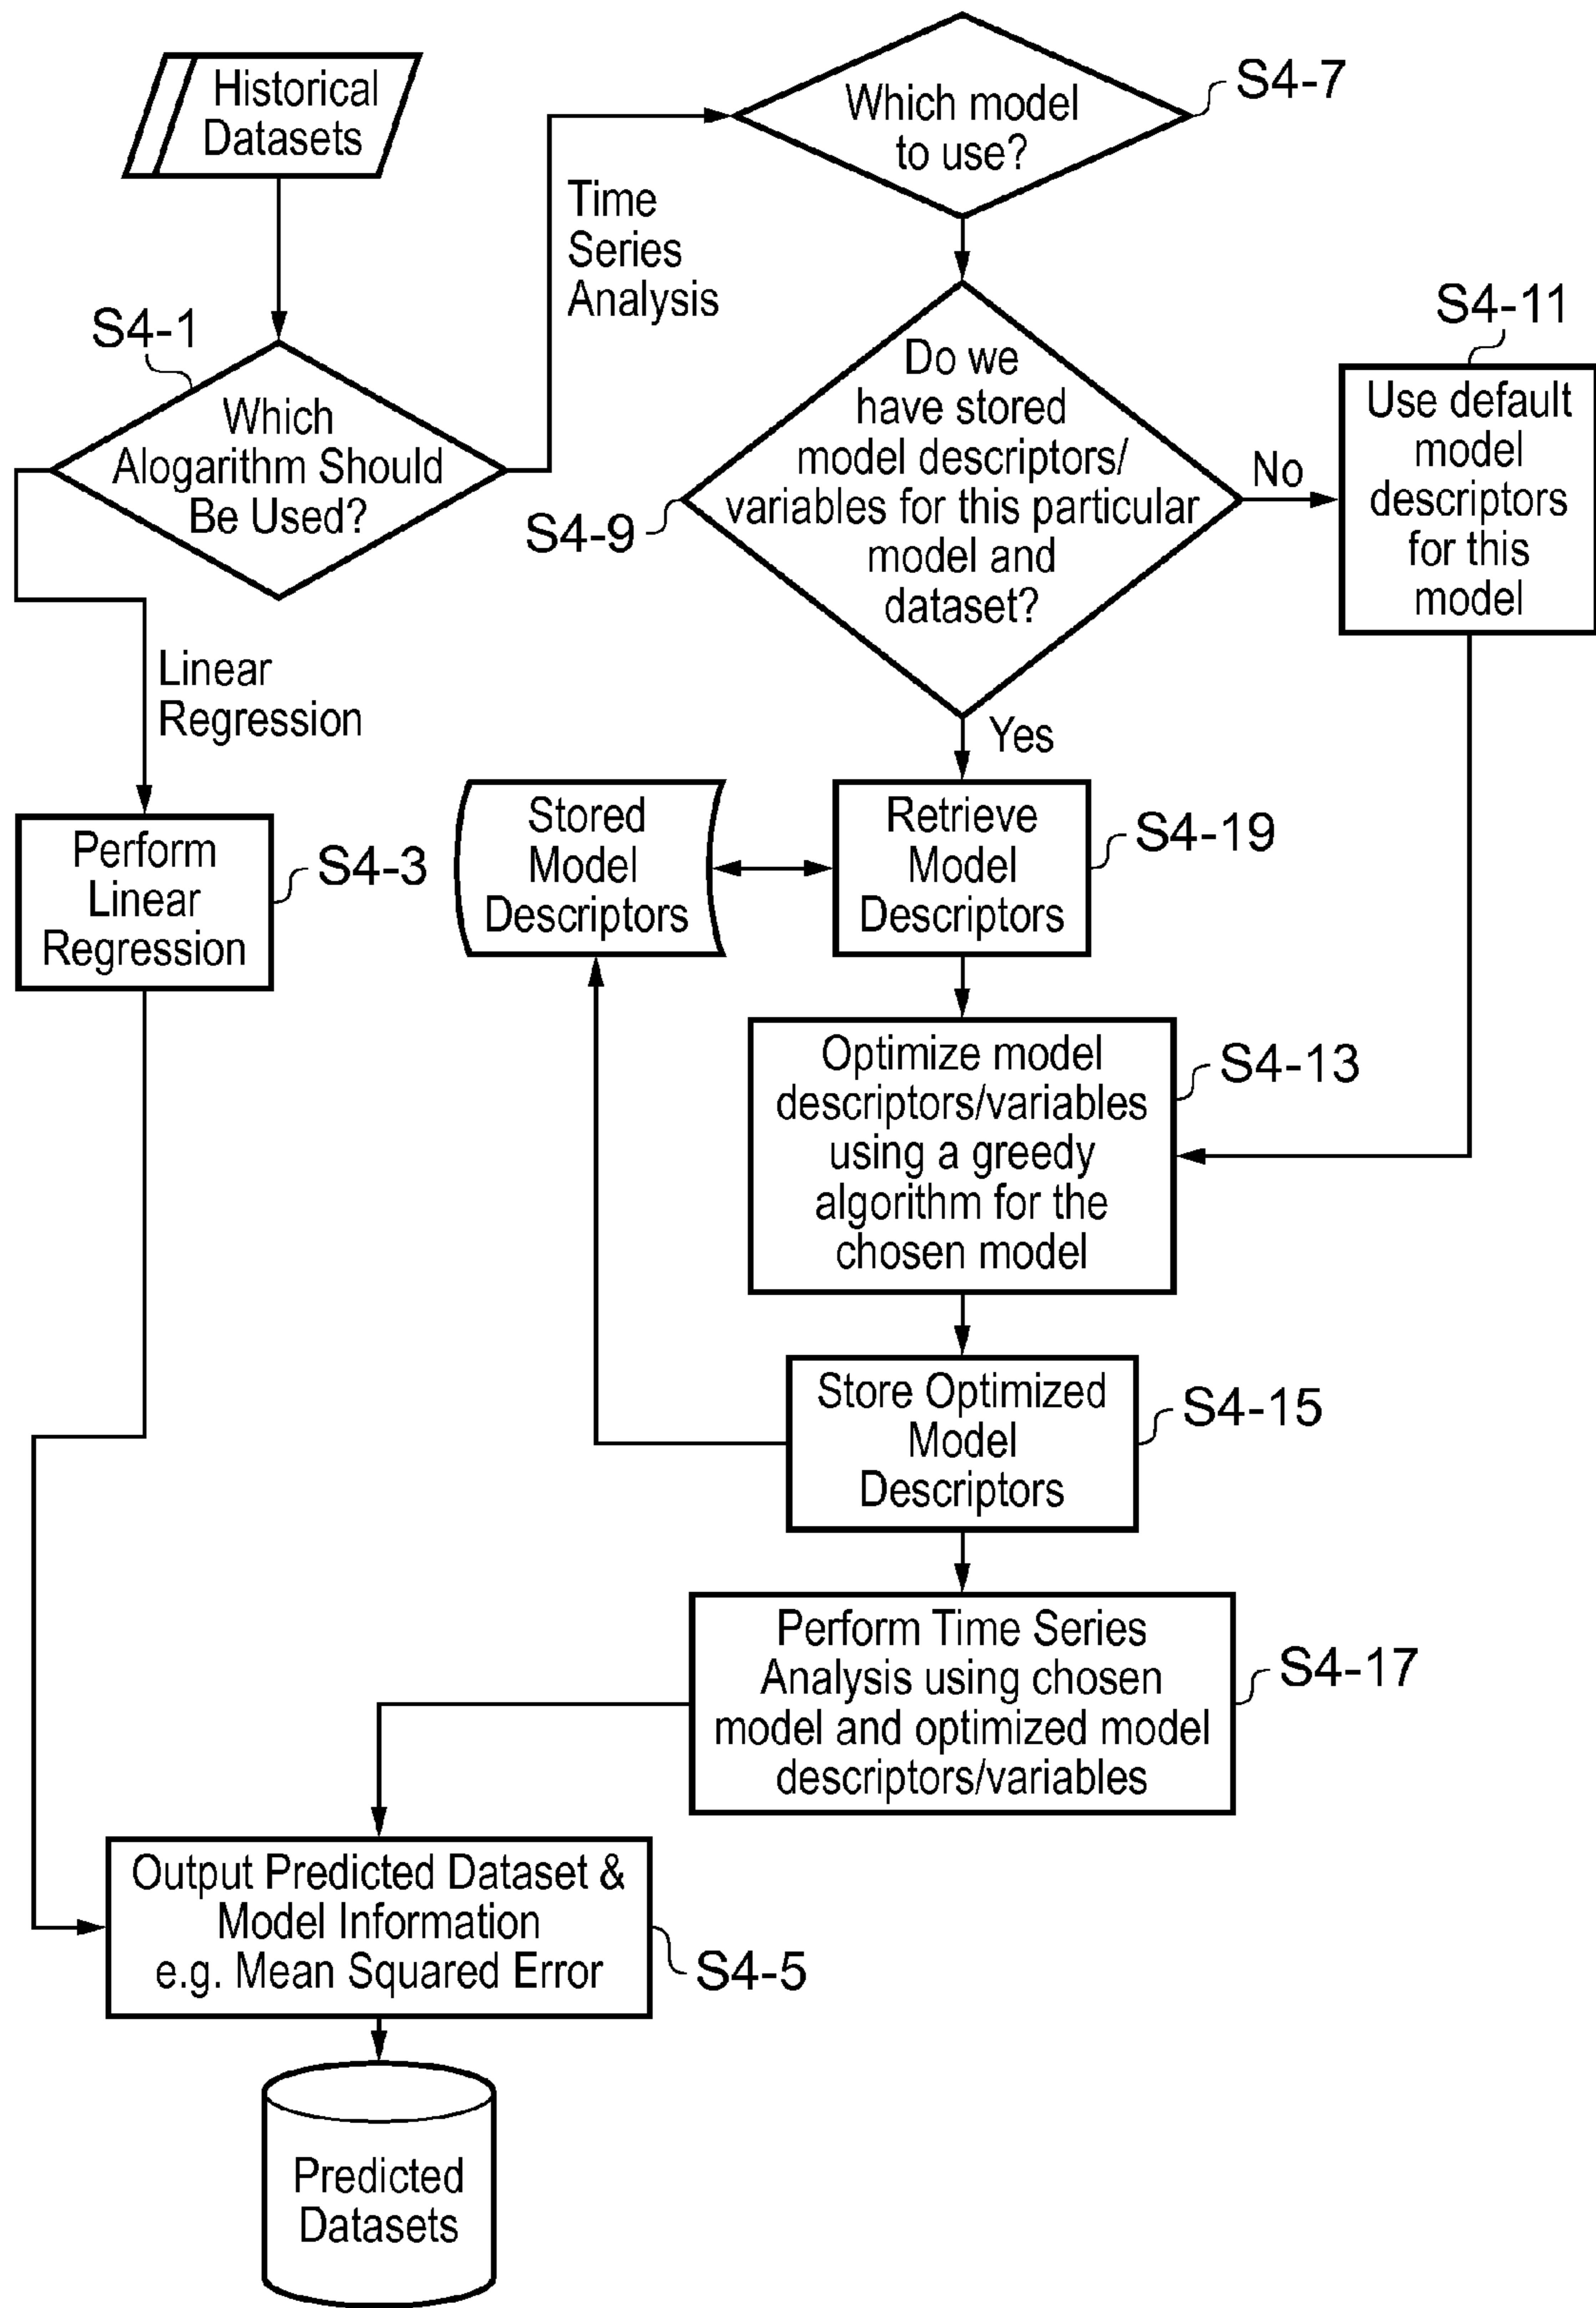 Historical
Datasets
S4-1
Which
Alogarithm Should
Be Used?
Time
Series
Analysis
Linear
Regression
Perform
Linear
Regression
S4-3
Which model
to use?
S4-7
Do we
have stored
model descriptors/
variables for this particular
model and
dataset?
S4-9
No
S4-11
Use default
model
descriptors
for this
model
Yes
Stored
Model
Descriptors
Retrieve
Model
Descriptors
S4-19
Optimize model
descriptors/variables
using a greedy
algorithm for the
chosen model
S4-13
Store Optimized
Model
Descriptors
S4-15
Perform Time Series
Analysis using chosen
model and optimized model
descriptors/variables
S4-17
Output Predicted Dataset &
Model Information
e.g. Mean Squared Error
S4-5
Predicted
Datasets